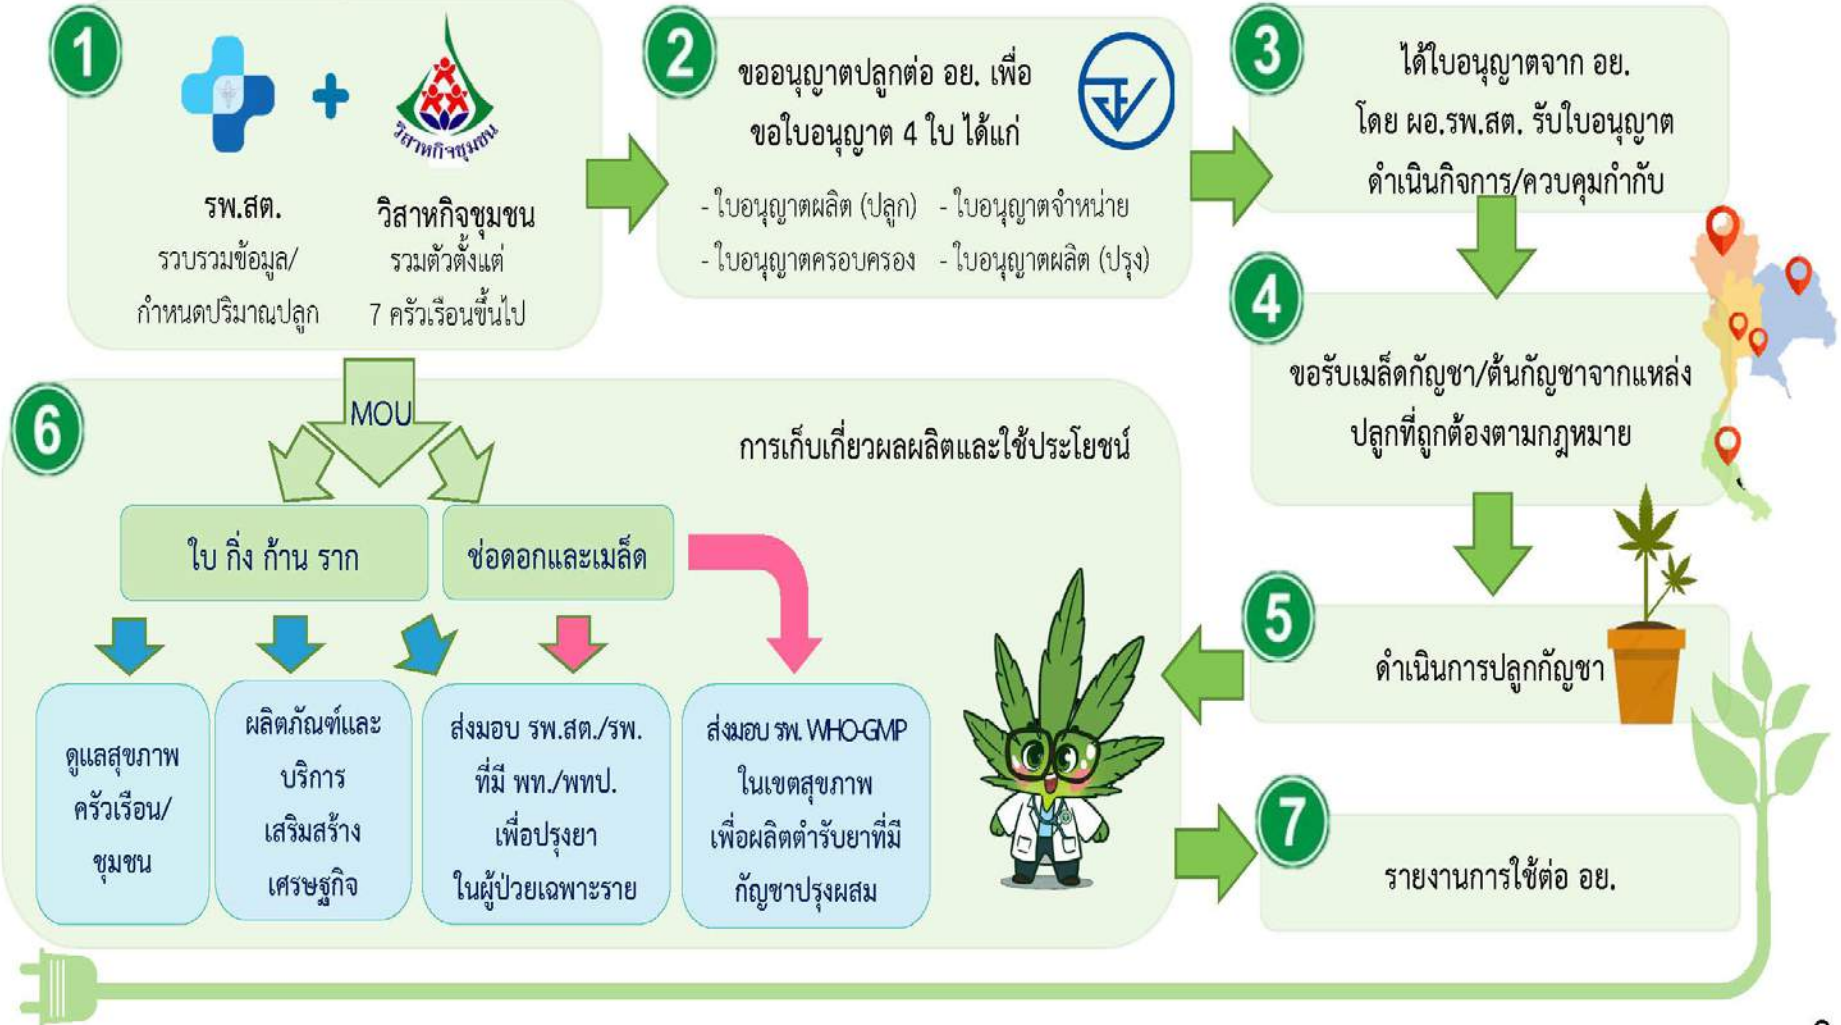 1
วิสาหกิจชุมชน
รพ.สต.
รวบรวมข้อมูล/
กำหนดปริมาณปลูก
วิสาหกิจชุมชน
รวมตัวตั้งแต่
7 ครัวเรือนขึ้นไป
2
ขออนุญาตปลูกต่อ อย. เพื่อ
ขอใบอนุญาต 4 ใบ ได้แก่
- ใบอนุญาตผลิต (ปลูก)
- ใบอนุญาตจำหน่าย
- ใบอนุญาตครอบครอง
- ใบอนุญาตผลิต (ปรุง)
3
ได้ใบอนุญาตจาก อย.
โดย ผอ.รพ.สต. รับใบอนุญาต
ดำเนินกิจการ/ควบคุมกำกับ
4
ขอรับเมล็ดกัญชา/ต้นกัญชาจากแหล่ง
ปลูกที่ถูกต้องตามกฎหมาย
5
ดำเนินการปลูกกัญชา
6
MOU
การเก็บเกี่ยวผลผลิตและใช้ประโยชน์
ใบ กิ่ง ก้าน ราก
ช่อดอกและเมล็ด
ดูแลสุขภาพ
ครัวเรือน/
ชุมชน
ผลิตภัณฑ์และ
บริการ
เสริมสร้าง
เศรษฐกิจ
ส่งมอบ รพ.สต./รพ.
ที่มี พท./พทป.
เพื่อปรุงยา
ในผู้ป่วยเฉพาะราย
ส่งมอบ รพ. WHO-GMP
ในเขตสุขภาพ
เพื่อผลิตตำรับยาที่มี
กัญชาปรุงผสม
7
รายงานการใช้ต่อ อย.